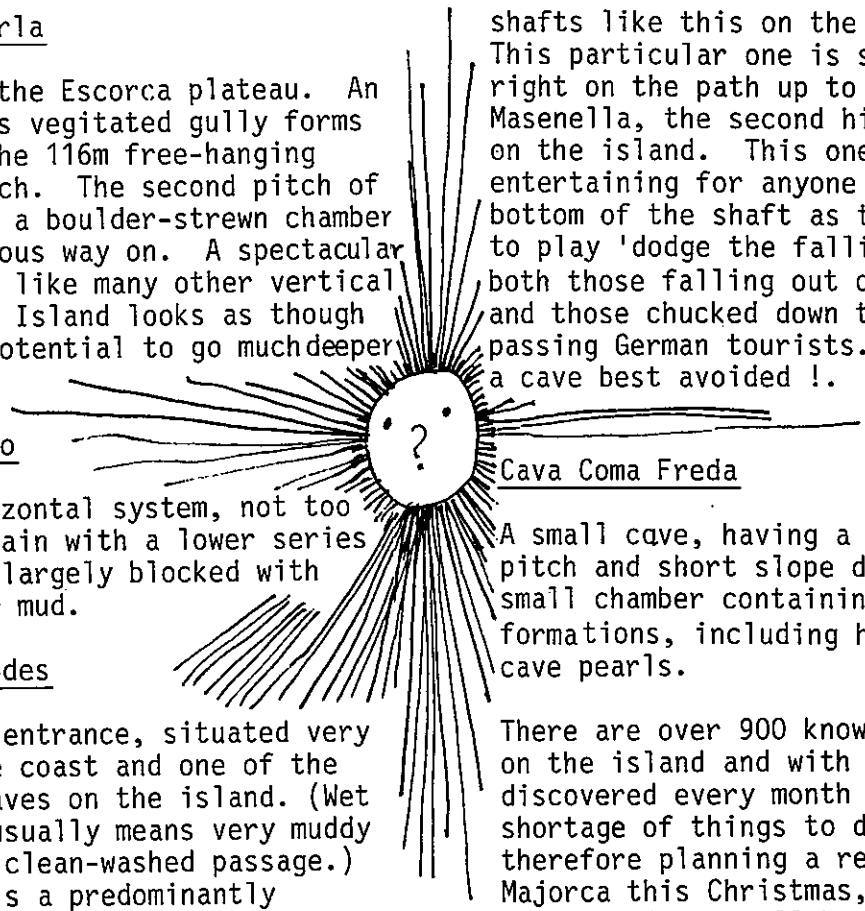 rla
the Escorca plateau. An
s vegitated gully forms
he 116m free-hanging
ch. The second pitch of
a boulder-strewn chamber
ous way on. A spectacular
like many other vertical
Island looks as though
otential to go much deeper
o
zontal system, not too
ain with a lower series
largely blocked with
mud.
des
entrance, situated very
e coast and one of the
aves on the island. (Wet
usually means very muddy
clean-washed passage.)
s a predominantly
?
shafts like this on the
This particular one is s
right on the path up to
Masenella, the second hi
on the island. This one
entertaining for anyone
bottom of the shaft as t
to play 'dodge the falli
both those falling out o
and those chucked down t
passing German tourists.
a cave best avoided !.
Cava Coma Freda
A small cave, having a
pitch and short slope d
small chamber containin
formations, including h
cave pearls.
There are over 900 know
on the island and with
discovered every month
shortage of things to d
therefore planning a re
Majorca this Christmas,